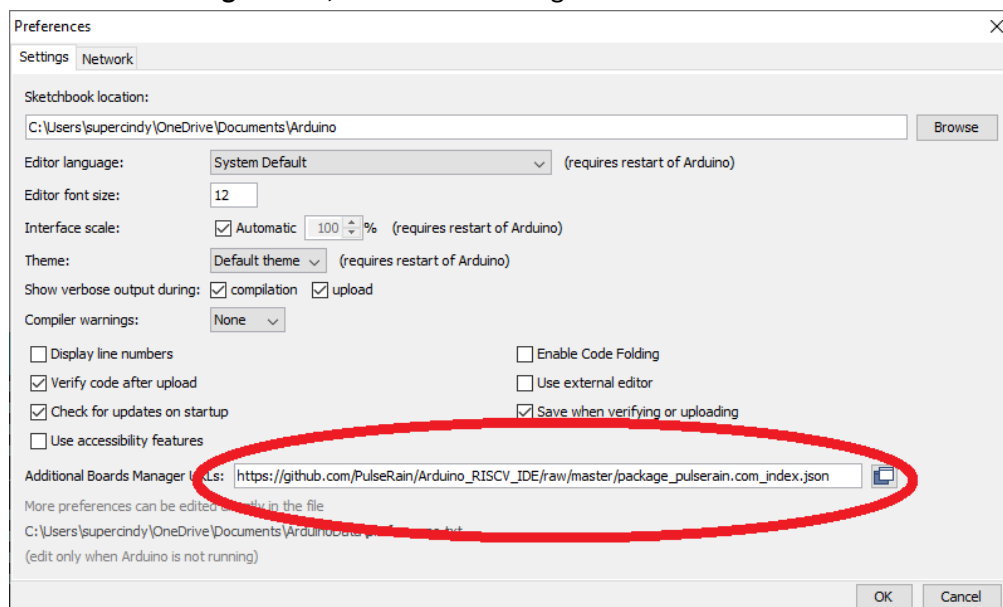 Preferences
Settings Network
Sketchbook location:
C:\Users\supercindy\OneDrive\Documents\Arduino Browse
Editor language: System Default (requires restart of Arduino)
Editor font size: 12
Interface scale: Automatic 100 % (requires restart of Arduino)
Theme: Default theme (requires restart of Arduino)
Show verbose output during: compilation upload
Compiler warnings: None
Display line numbers Enable Code Folding
Verify code after upload Use external editor
Check for updates on startup Save when verifying or uploading
Use accessibility features
Additional Boards Manager URLs: https://github.com/PulseRain/Arduino_RISCV_IDE/raw/master/package_pulserain.com_index.json
More preferences can be edited directly in the file
C:\Users\supercindy\OneDrive\Documents\ArduinoData\
(edit only when Arduino is not running)
OK Cancel